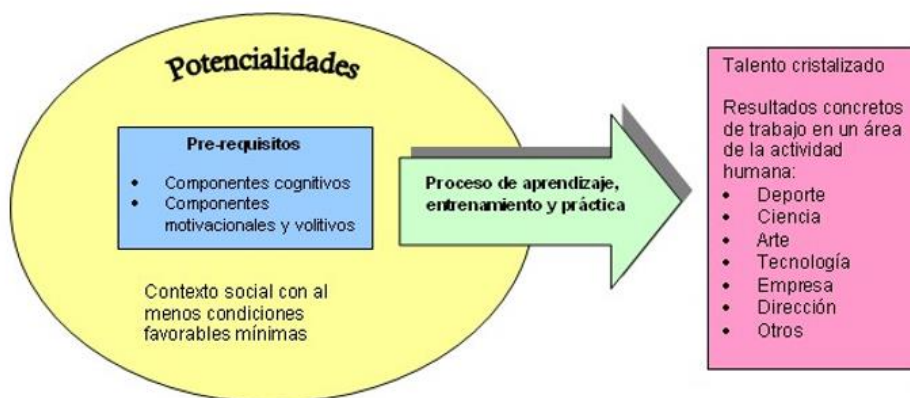 Potencialidades
Pre-requisitos
• Componentes cognitivos
• Componentes
motivacionales y volitivos
Contexto social con al
menos condiciones
favorables mínimas
Proceso de aprendizaje,
entrenamiento y práctica
Talento cristalizado
Resultados concretos
de trabajo en un área
de la actividad
humana:
• Deporte
• Ciencia
• Arte
• Tecnología
• Empresa
• Dirección
• Otros